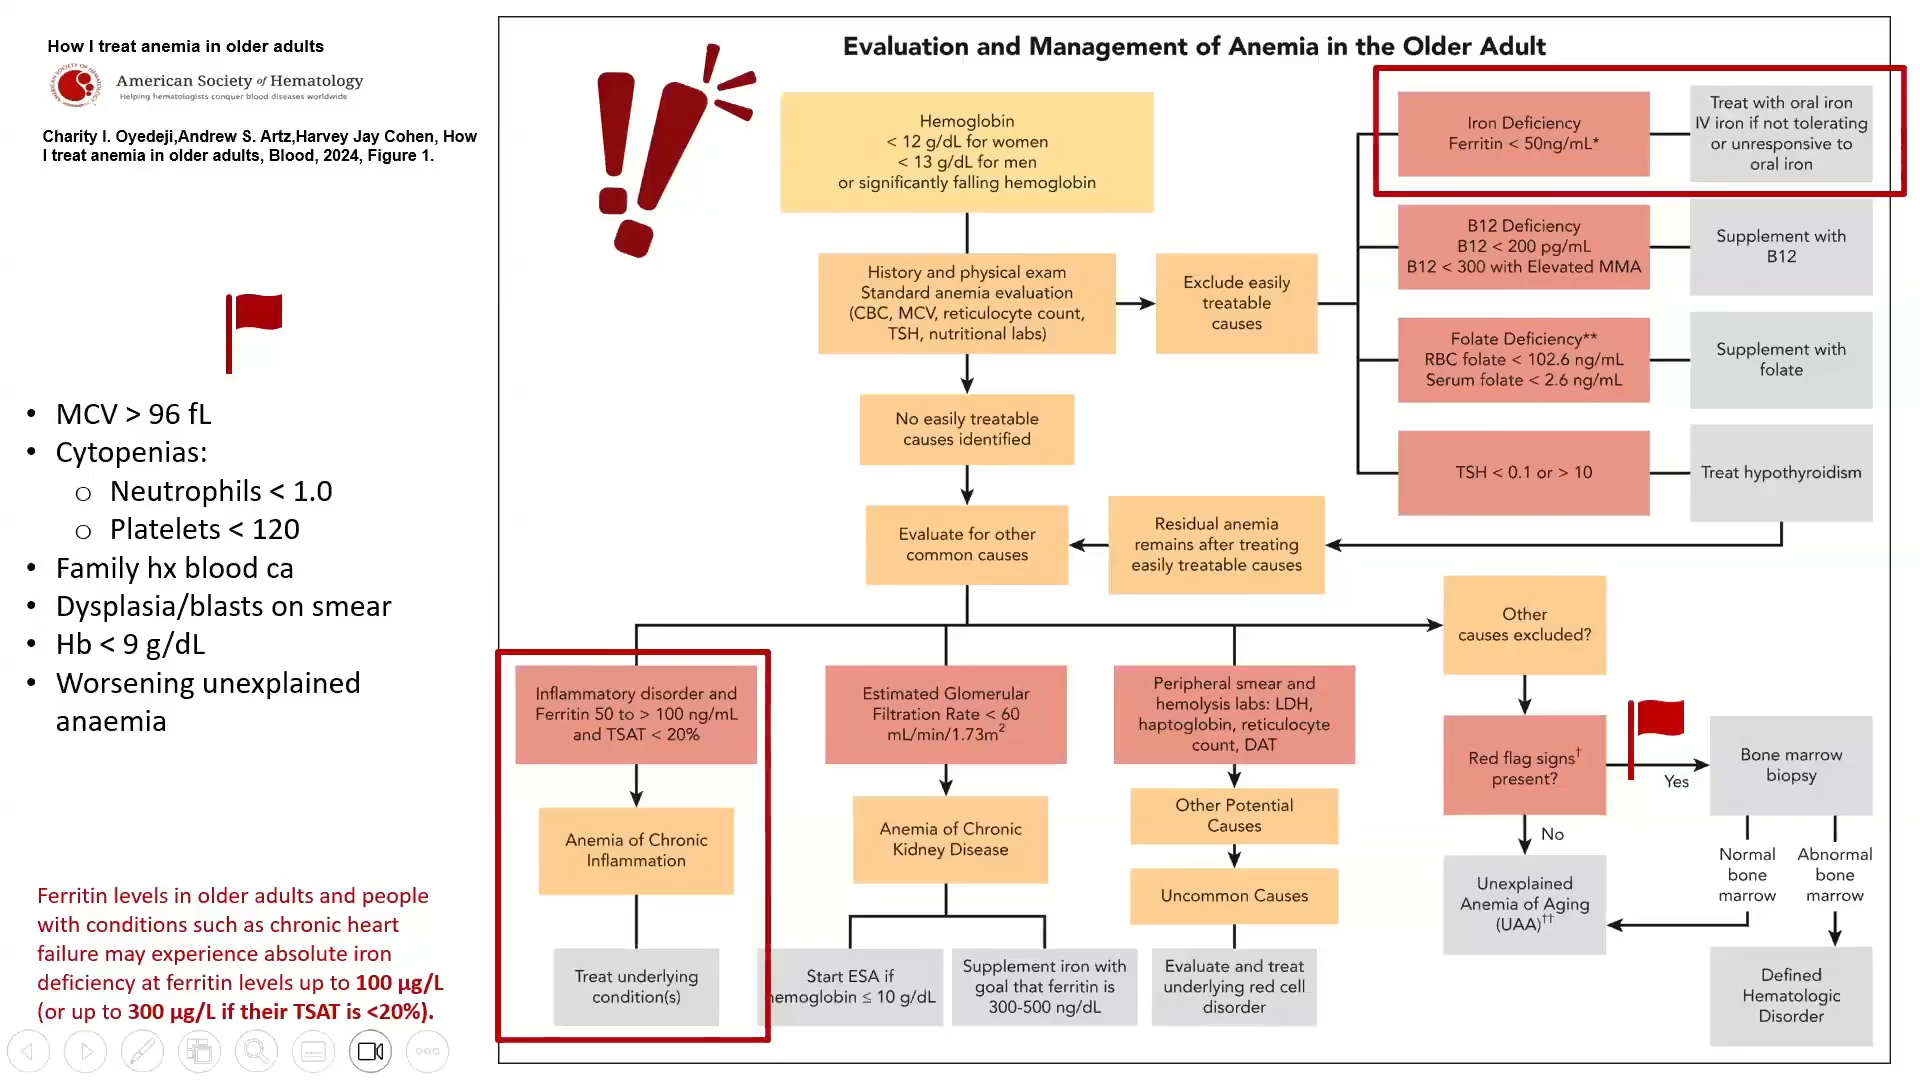 How I treat anemia in older adults
American Society of Hematology
Helping hematologists conquer blood diseases worldwide
AMERICAN SOCIETY OF HEMATOLOGY
Charity I. Oyedeji,Andrew S. Artz,Harvey Jay Cohen, How
I treat anemia in older adults, Blood, 2024, Figure 1.
• MCV > 96 fL
• Cytopenias:
o Neutrophils < 1.0
o Platelets < 120
• Family hx blood ca
• Dysplasia/blasts on smear
• Hb < 9 g/dL
• Worsening unexplained
anaemia
Ferritin levels in older adults and people
with conditions such as chronic heart
failure may experience absolute iron
deficiency at ferritin levels up to 100 µg/L
(or up to 300 µg/L if their TSAT is <20%).
Evaluation and Management of Anemia in the Older Adult
Hemoglobin
< 12 g/dL for women
< 13 g/dL for men
or significantly falling hemoglobin
History and physical exam
Standard anemia evaluation
(CBC, MCV, reticulocyte count,
TSH, nutritional labs)
Exclude easily
treatable
causes
Iron Deficiency
Ferritin < 50ng/mL*
Treat with oral iron
IV iron if not tolerating
or unresponsive to
oral iron
B12 Deficiency
B12 < 200 pg/mL
B12 < 300 with Elevated MMA
Supplement with
B12
Folate Deficiency**
RBC folate < 102.6 ng/mL
Serum folate < 2.6 ng/mL
Supplement with
folate
TSH < 0.1 or > 10
Treat hypothyroidism
No easily treatable
causes identified
Evaluate for other
common causes
Residual anemia
remains after treating
easily treatable causes
Inflammatory disorder and
Ferritin 50 to > 100 ng/mL
and TSAT < 20%
Anemia of Chronic
Inflammation
Treat underlying
condition(s)
Estimated Glomerular
Filtration Rate < 60
mL/min/1.73m²
Anemia of Chronic
Kidney Disease
Start ESA if
hemoglobin ≤ 10 g/dL
Supplement iron with
goal that ferritin is
300-500 ng/dL
Peripheral smear and
hemolysis labs: LDH,
haptoglobin, reticulocyte
count, DAT
Other Potential
Causes
Uncommon Causes
Evaluate and treat
underlying red cell
disorder
Other
causes excluded?
Red flag signs†
present?
Yes
No
Bone marrow
biopsy
Normal
bone
marrow
Abnormal
bone
marrow
Unexplained
Anemia of Aging
(UAA)††
Defined
Hematologic
Disorder